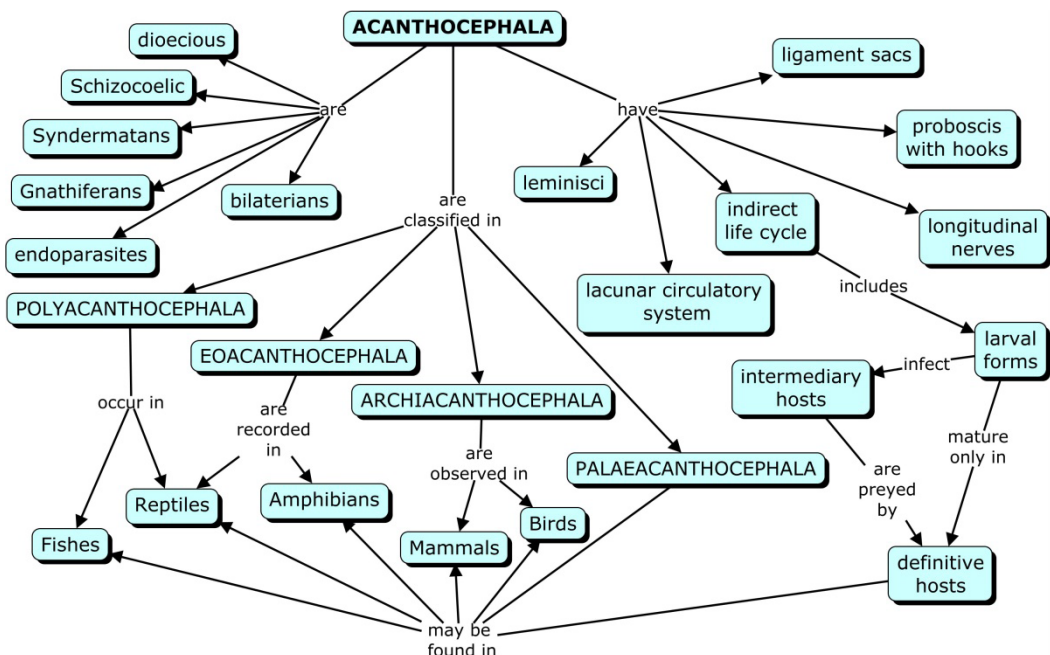 ACANTHOCEPHALA
dioecious
Schizocoelic
Syndermatans
Gnathiferans
endoparasites
bilaterians
are
are
classified in
have
ligament sacs
proboscis
with hooks
longitudinal
nerves
leminisci
indirect
life cycle
lacunar circulatory
system
includes
larval
forms
infect
intermediary
hosts
mature
only in
are
preyed
by
definitive
hosts
POLYACANTHOCEPHALA
EOACANTHOCEPHALA
ARCHIACANTHOCEPHALA
PALAEACANTHOCEPHALA
occur in
are
recorded
in
are
observed in
Fishes
Reptiles
Amphibians
Mammals
Birds
may be
found in